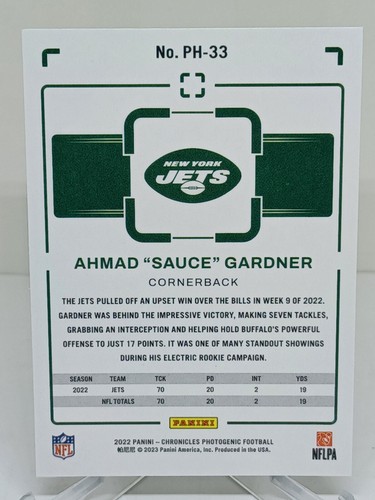 No. PH-33
NEW YORK
JETS
AHMAD “SAUCE” GARDNER
CORNERBACK
THE JETS PULLED OFF AN UPSET WIN OVER THE BILLS IN WEEK 9 OF 2022.
GARDNER WAS BEHIND THE IMPRESSIVE VICTORY, MAKING SEVEN TACKLES,
GRABBING AN INTERCEPTION AND HELPING HOLD BUFFALO'S POWERFUL
OFFENSE TO JUST 17 POINTS. IT WAS ONE OF MANY STANDOUT SHOWINGS
DURING HIS ELECTRIC ROOKIE CAMPAIGN.
SEASON TEAM TCK PD INT YDS
2022 JETS 70 20 2 19
NFL TOTALS 70 20 2 19
PANINI
NFL
2022 PANINI – CHRONICLES PHOTOGENIC FOOTBALL
帕尼尼 © 2023 Panini America, Inc. Produced in the USA.
NFLPA